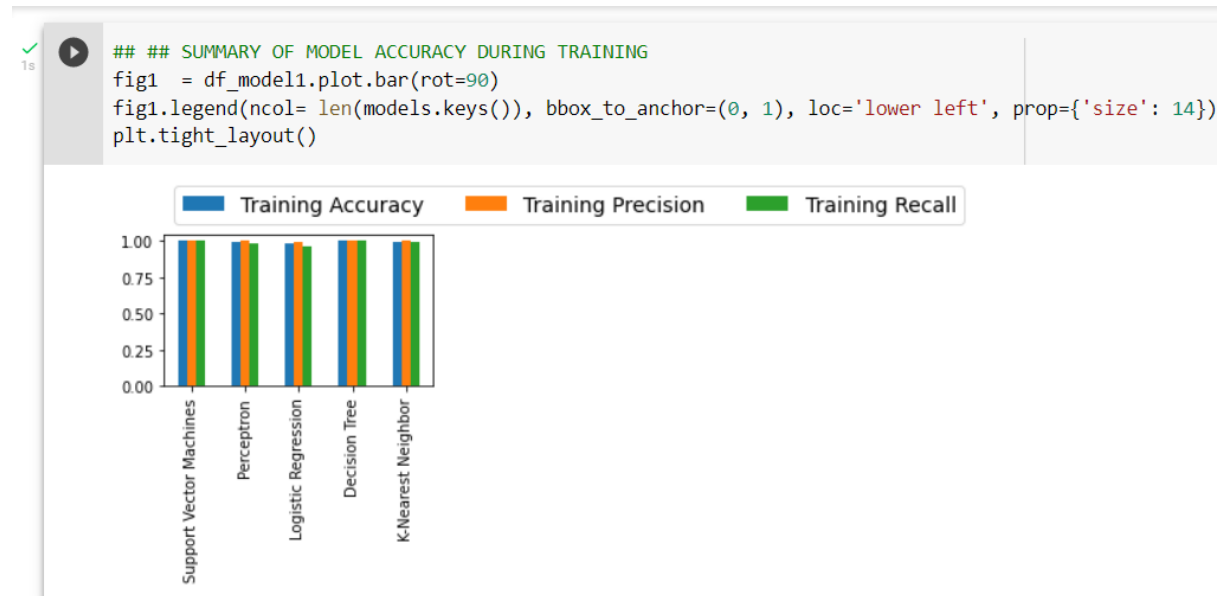 1s
## ## SUMMARY OF MODEL ACCURACY DURING TRAINING
fig1  = df_model1.plot.bar(rot=90)
fig1.legend(ncol= len(models.keys()), bbox_to_anchor=(0, 1), loc='lower left', prop={'size': 14})
plt.tight_layout()
Training Accuracy Training Precision Training Recall
1.00
0.75
0.50
0.25
0.00
Support Vector Machines
Perceptron
Logistic Regression
Decision Tree
K-Nearest Neighbor